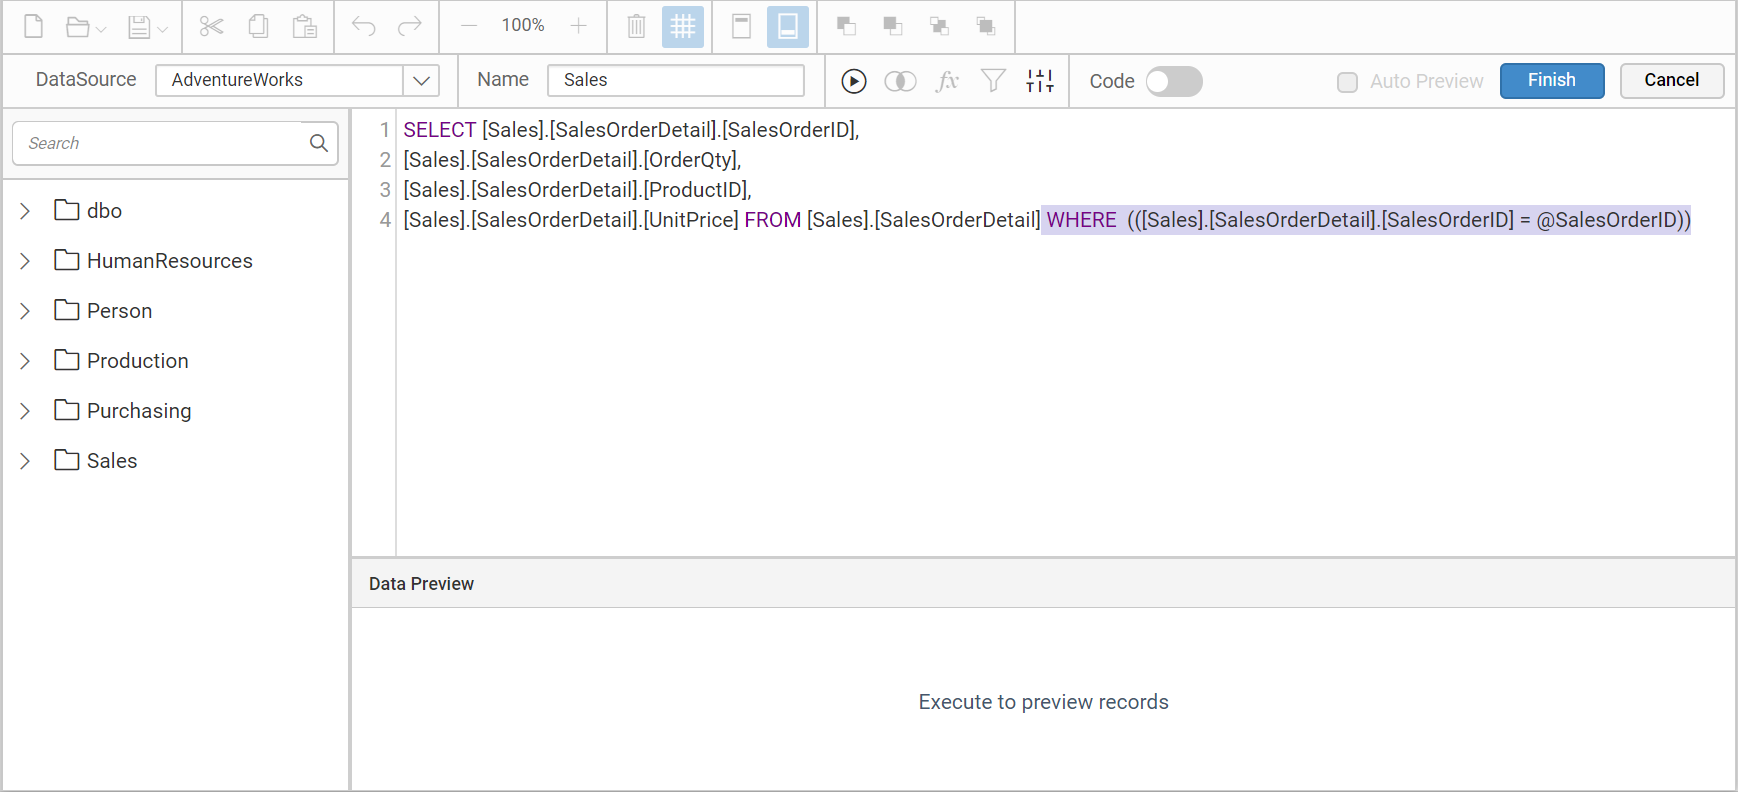 100%
DataSource AdventureWorks Name Sales fx Code Auto Preview Finish Cancel
Search
dbo
HumanResources
Person
Production
Purchasing
Sales
1 SELECT [Sales].[SalesOrderDetail].[SalesOrderID],
2 [Sales].[SalesOrderDetail].[OrderQty],
3 [Sales].[SalesOrderDetail].[ProductID],
4 [Sales].[SalesOrderDetail].[UnitPrice] FROM [Sales].[SalesOrderDetail] WHERE  (([Sales].[SalesOrderDetail].[SalesOrderID] = @SalesOrderID))
Data Preview
Execute to preview records